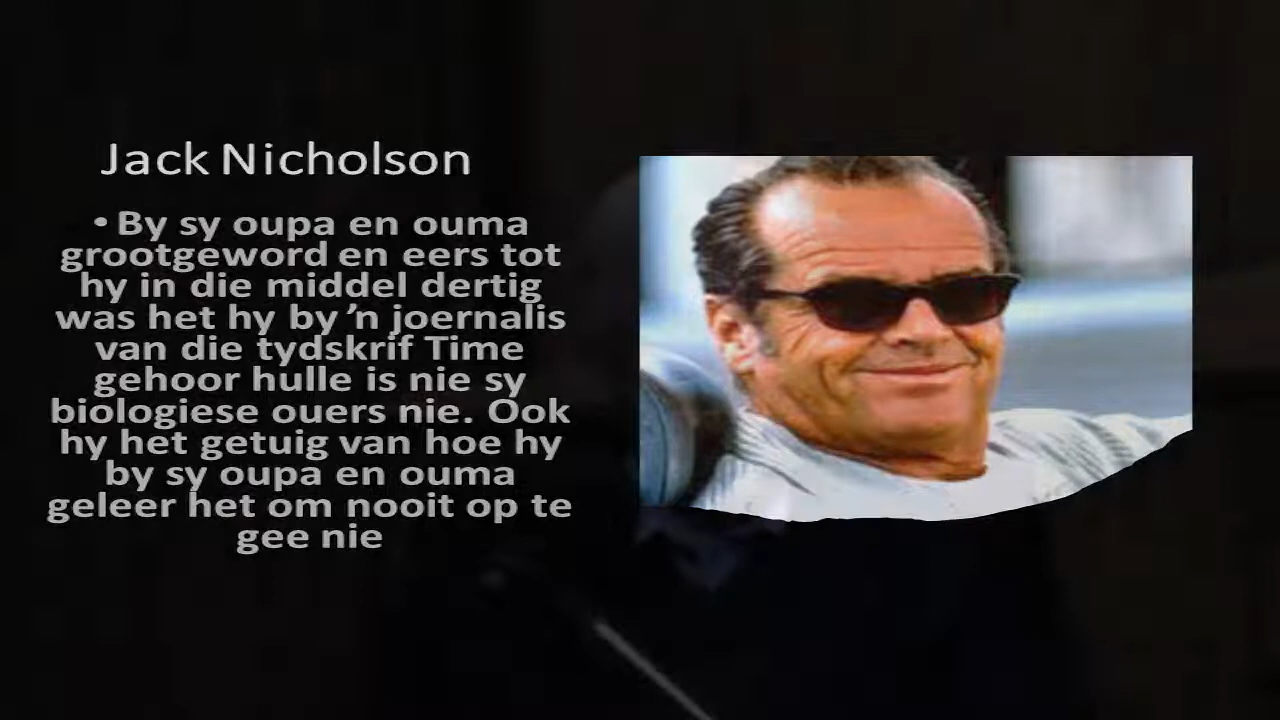 Jack Nicholson
• By sy oupa en ouma
grootgeword en eers tot
hy in die middel dertig
was het hy by ’n joernalis
van die tydskrif Time
gehoor hulle is nie sy
biologiese ouers nie. Ook
hy het getuig van hoe hy
by sy oupa en ouma
geleer het om nooit op te
gee nie